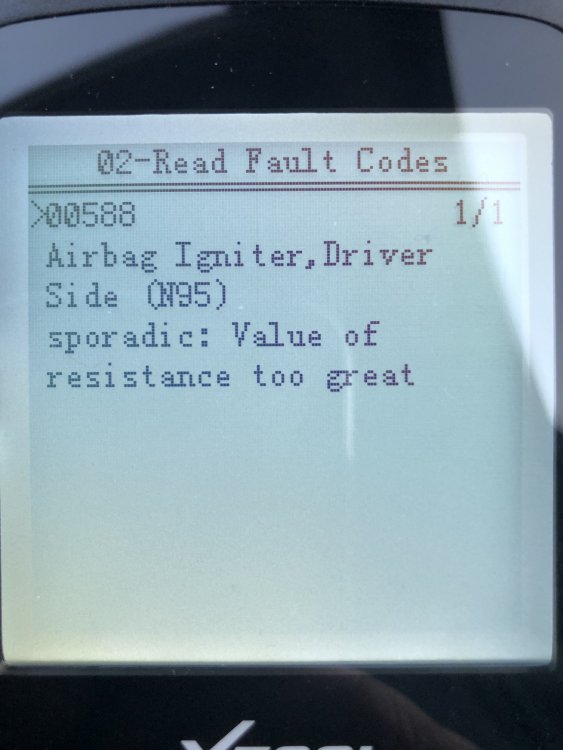 02-Read Fault Codes
>00588 1/1
Airbag Igniter,Driver
Side (N95)
sporadic: Value of
resistance too great